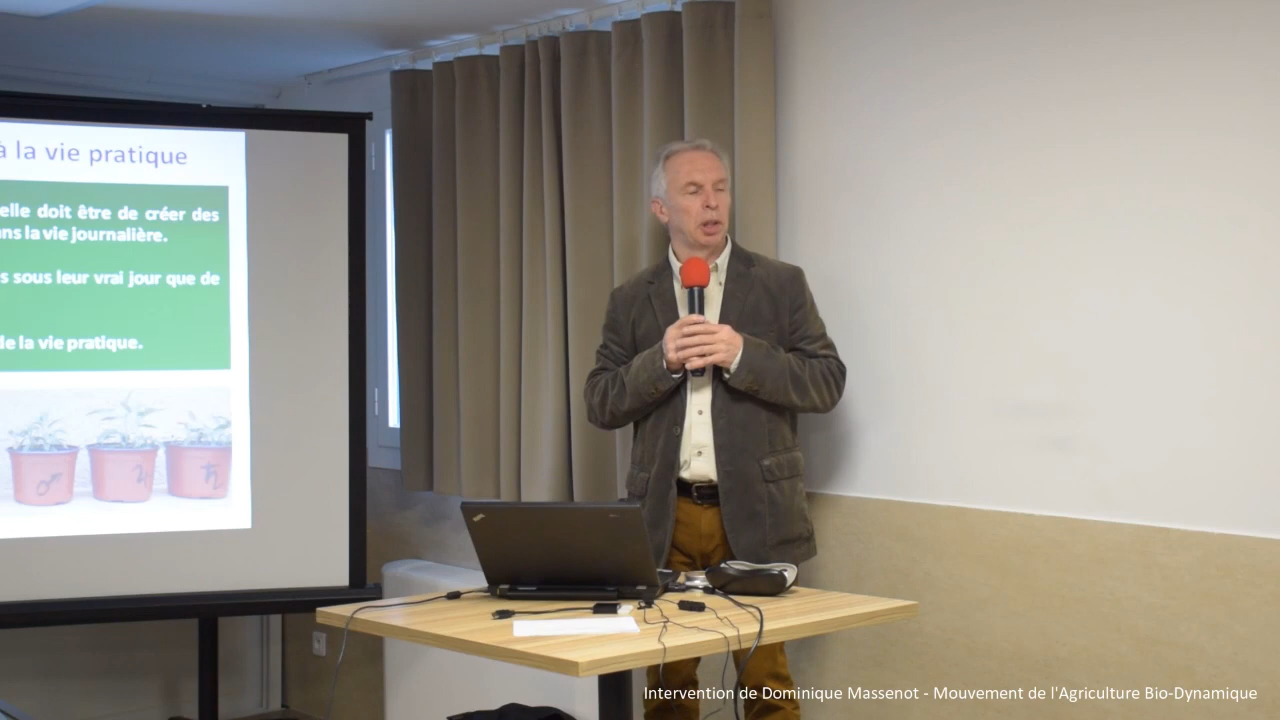 à la vie pratique
elle doit être de créer des
ns la vie journalière.
s sous leur vrai jour que de
de la vie pratique.
♂ ♃ ♄
Intervention de Dominique Massenot - Mouvement de l'Agriculture Bio-Dynamique